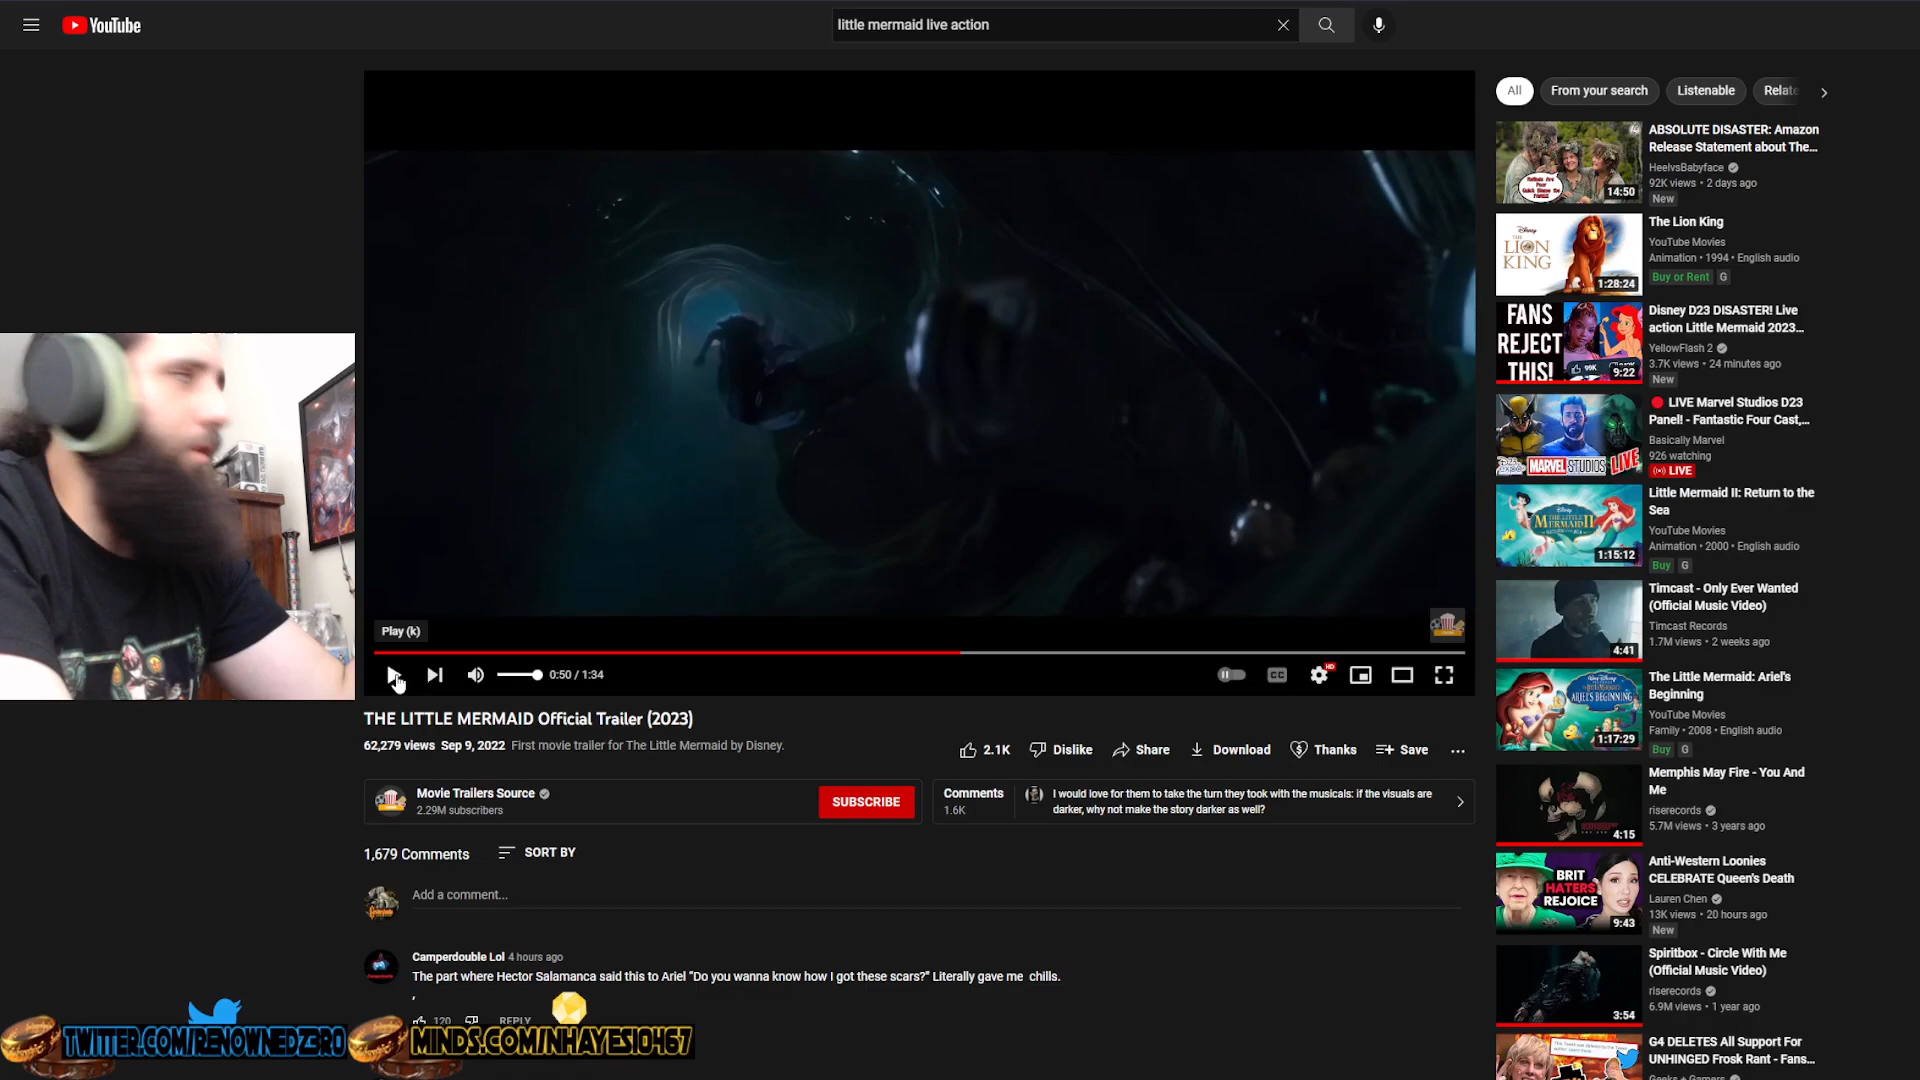 YouTube
little mermaid live action
All
From your search
Listenable
Relate
ABSOLUTE DISASTER: Amazon
Release Statement about The...
HeelvsBabyface
92K views • 2 days ago
New
14:50
The Lion King
YouTube Movies
Animation • 1994 • English audio
Buy or Rent G
Disney
THE
LION
KING
1:28:24
Disney D23 DISASTER! Live
action Little Mermaid 2023...
YellowFlash 2
3.7K views • 24 minutes ago
New
FANS
REJECT
THIS!
99K
9:22
LIVE Marvel Studios D23
Panel! - Fantastic Four Cast,...
Basically Marvel
926 watching
LIVE
MARVEL STUDIOS LIVE
Little Mermaid II: Return to the
Sea
YouTube Movies
Animation • 2000 • English audio
Buy G
1:15:12
Timcast - Only Ever Wanted
(Official Music Video)
Timcast Records
1.7M views • 2 weeks ago
4:41
The Little Mermaid: Ariel's
Beginning
YouTube Movies
Family • 2008 • English audio
Buy G
1:17:29
Memphis May Fire - You And
Me
riserecords
5.7M views • 3 years ago
4:15
Anti-Western Loonies
CELEBRATE Queen's Death
Lauren Chen
13K views • 20 hours ago
New
BRIT
HATERS
REJOICE
9:43
Spiritbox - Circle With Me
(Official Music Video)
riserecords
6.9M views • 1 year ago
3:54
G4 DELETES All Support For
UNHINGED Frosk Rant - Fans...
Geeks + Gamers
Play (k)
0:50 / 1:34
CC
HD
THE LITTLE MERMAID Official Trailer (2023)
62,279 views Sep 9, 2022 First movie trailer for The Little Mermaid by Disney.
2.1K
Dislike
Share
Download
Thanks
Save
Movie Trailers Source
2.29M subscribers
SUBSCRIBE
Comments
1.6K
I would love for them to take the turn they took with the musicals: if the visuals are
darker, why not make the story darker as well?
1,679 Comments
SORT BY
Add a comment...
Camperdouble Lol 4 hours ago
The part where Hector Salamanca said this to Ariel “Do you wanna know how I got these scars?” Literally gave me chills.
,
120
REPLY
TWITTER.COM/RENOWNEDZ3R0
MINDS.COM/NHAYES10467